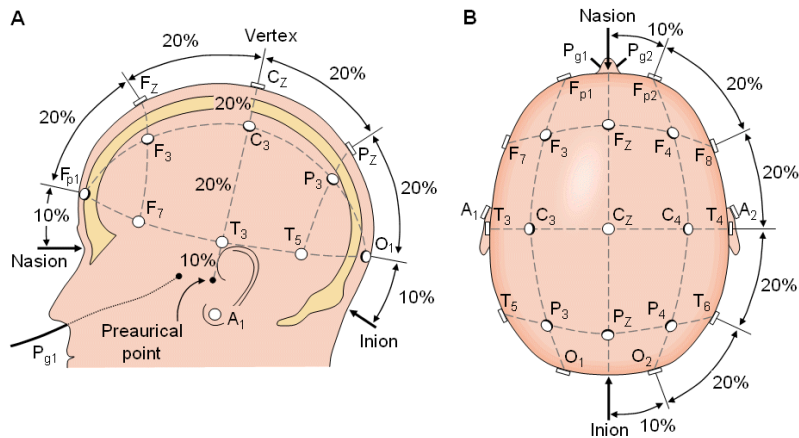 A
Vertex
20%
20%
FZ
CZ
20%
20%
20%
F3
C3
PZ
Fp1
20%
P3
20%
10%
F7
T3
T5
O1
Nasion
10%
10%
A1
Preaurical
point
Inion
Pg1
B
Nasion
10%
Pg1
Pg2
Fp1
Fp2
20%
F7
F3
FZ
F4
F8
20%
A1
T3
C3
CZ
C4
T4
A2
20%
T5
P3
PZ
P4
T6
O1
O2
20%
Inion
10%